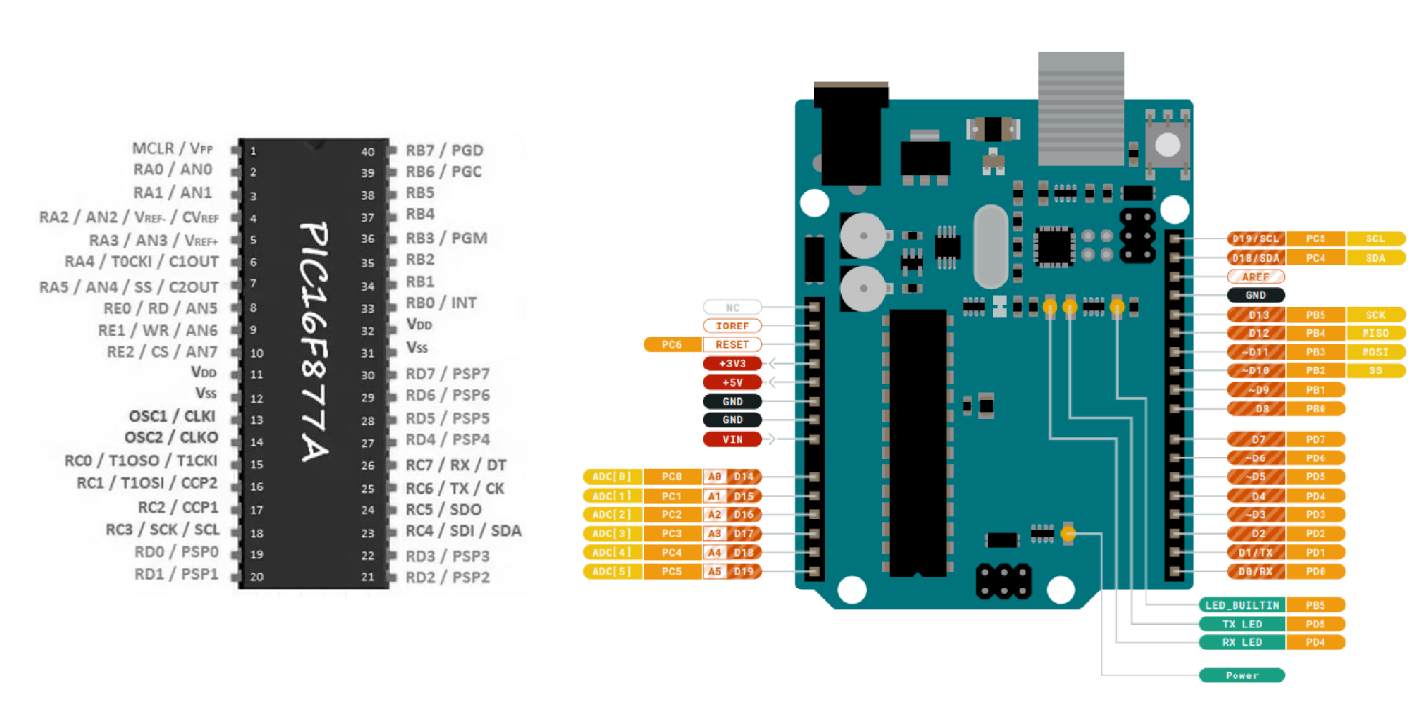 MCLR / VPP 1 40 RB7 / PGD
RA0 / AN0 2 39 RB6 / PGC
RA1 / AN1 3 38 RB5
RA2 / AN2 / VREF- / CVREF 4 37 RB4
RA3 / AN3 / VREF+ 5 36 RB3 / PGM
RA4 / T0CKI / C1OUT 6 35 RB2
RA5 / AN4 / SS / C2OUT 7 34 RB1
RE0 / RD / AN5 8 33 RB0 / INT
RE1 / WR / AN6 9 32 VDD
RE2 / CS / AN7 10 31 VSS
VDD 11 30 RD7 / PSP7
VSS 12 29 RD6 / PSP6
OSC1 / CLKI 13 28 RD5 / PSP5
OSC2 / CLKO 14 27 RD4 / PSP4
RC0 / T1OSO / T1CKI 15 26 RC7 / RX / DT
RC1 / T1OSI / CCP2 16 25 RC6 / TX / CK
RC2 / CCP1 17 24 RC5 / SDO
RC3 / SCK / SCL 18 23 RC4 / SDI / SDA
RD0 / PSP0 19 22 RD3 / PSP3
RD1 / PSP1 20 21 RD2 / PSP2
PIC16F877A
NC
IOREF
PC6 RESET
+3V3
+5V
GND
GND
VIN
ADC[0] PC0 A0 D14
ADC[1] PC1 A1 D15
ADC[2] PC2 A2 D16
ADC[3] PC3 A3 D17
ADC[4] PC4 A4 D18
ADC[5] PC5 A5 D19
D19/SCL PC5 SCL
D18/SDA PC4 SDA
AREF
GND
D13 PB5 SCK
D12 PB4 MISO
~D11 PB3 MOSI
~D10 PB2 SS
~D9 PB1
D8 PB0
D7 PD7
~D6 PD6
~D5 PD5
D4 PD4
~D3 PD3
D2 PD2
D1/TX PD1
D0/RX PD0
LED_BUILTIN PB5
TX LED PD5
RX LED PD4
Power